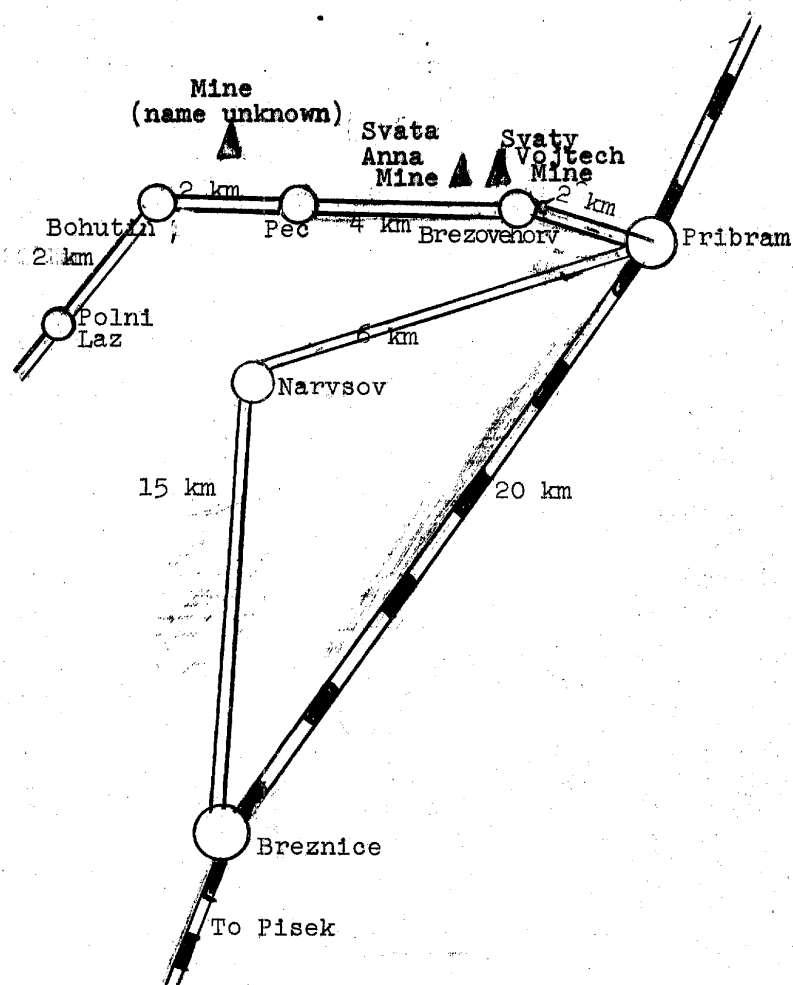 Mine
(name unknown)
Svata
Anna
Mine
Svaty
Vojtech
Mine
2 km
2 km
Bohutin
Pec
4 km
Brezovehorv
Pribram
2 km
Polni
Laz
6 km
Narvsov
15 km
20 km
Breznice
To Pisek